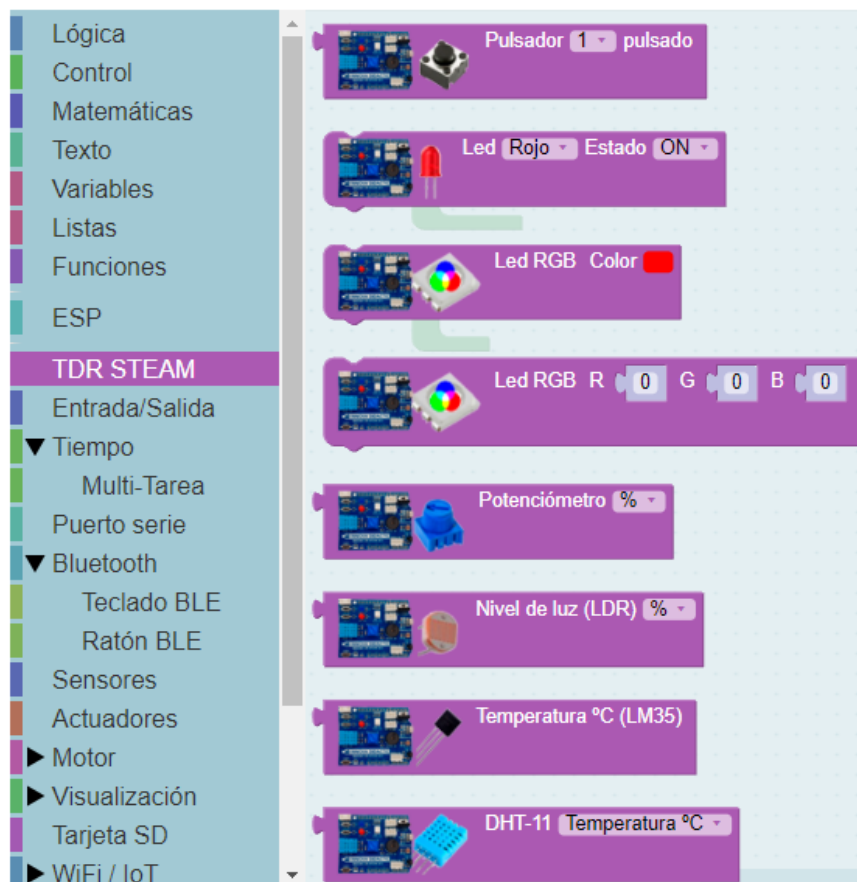 Lógica
Control
Matemáticas
Texto
Variables
Listas
Funciones
ESP
TDR STEAM
Entrada/Salida
Tiempo
Multi-Tarea
Puerto serie
Bluetooth
Teclado BLE
Ratón BLE
Sensores
Actuadores
Motor
Visualización
Tarjeta SD
WiFi / IoT
Pulsador 1 pulsado
Led Rojo Estado ON
Led RGB Color
Led RGB R 0 G 0 B 0
Potenciómetro %
Nivel de luz (LDR) %
Temperatura ºC (LM35)
DHT-11 Temperatura ºC